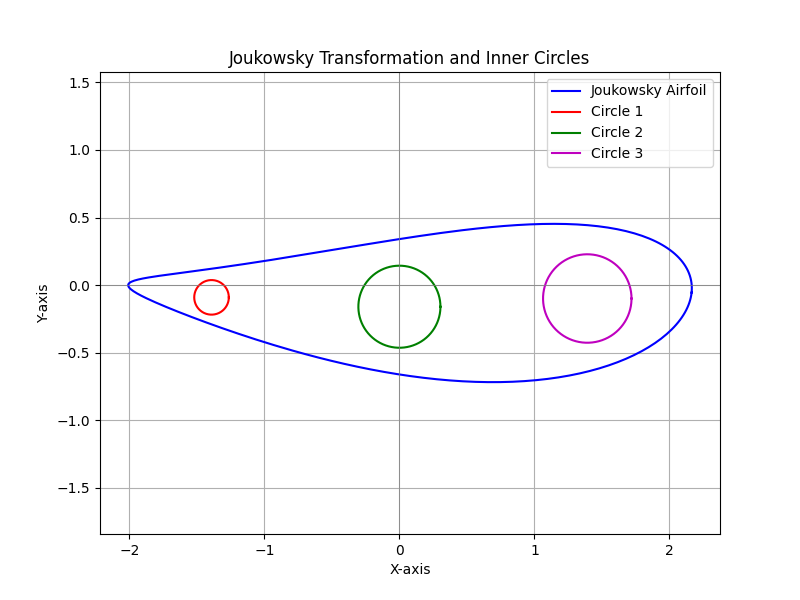 Joukowsky Transformation and Inner Circles
Joukowsky Airfoil
Circle 1
Circle 2
Circle 3
1.5
1.0
0.5
0.0
−0.5
−1.0
−1.5
Y-axis
−2 −1 0 1 2
X-axis